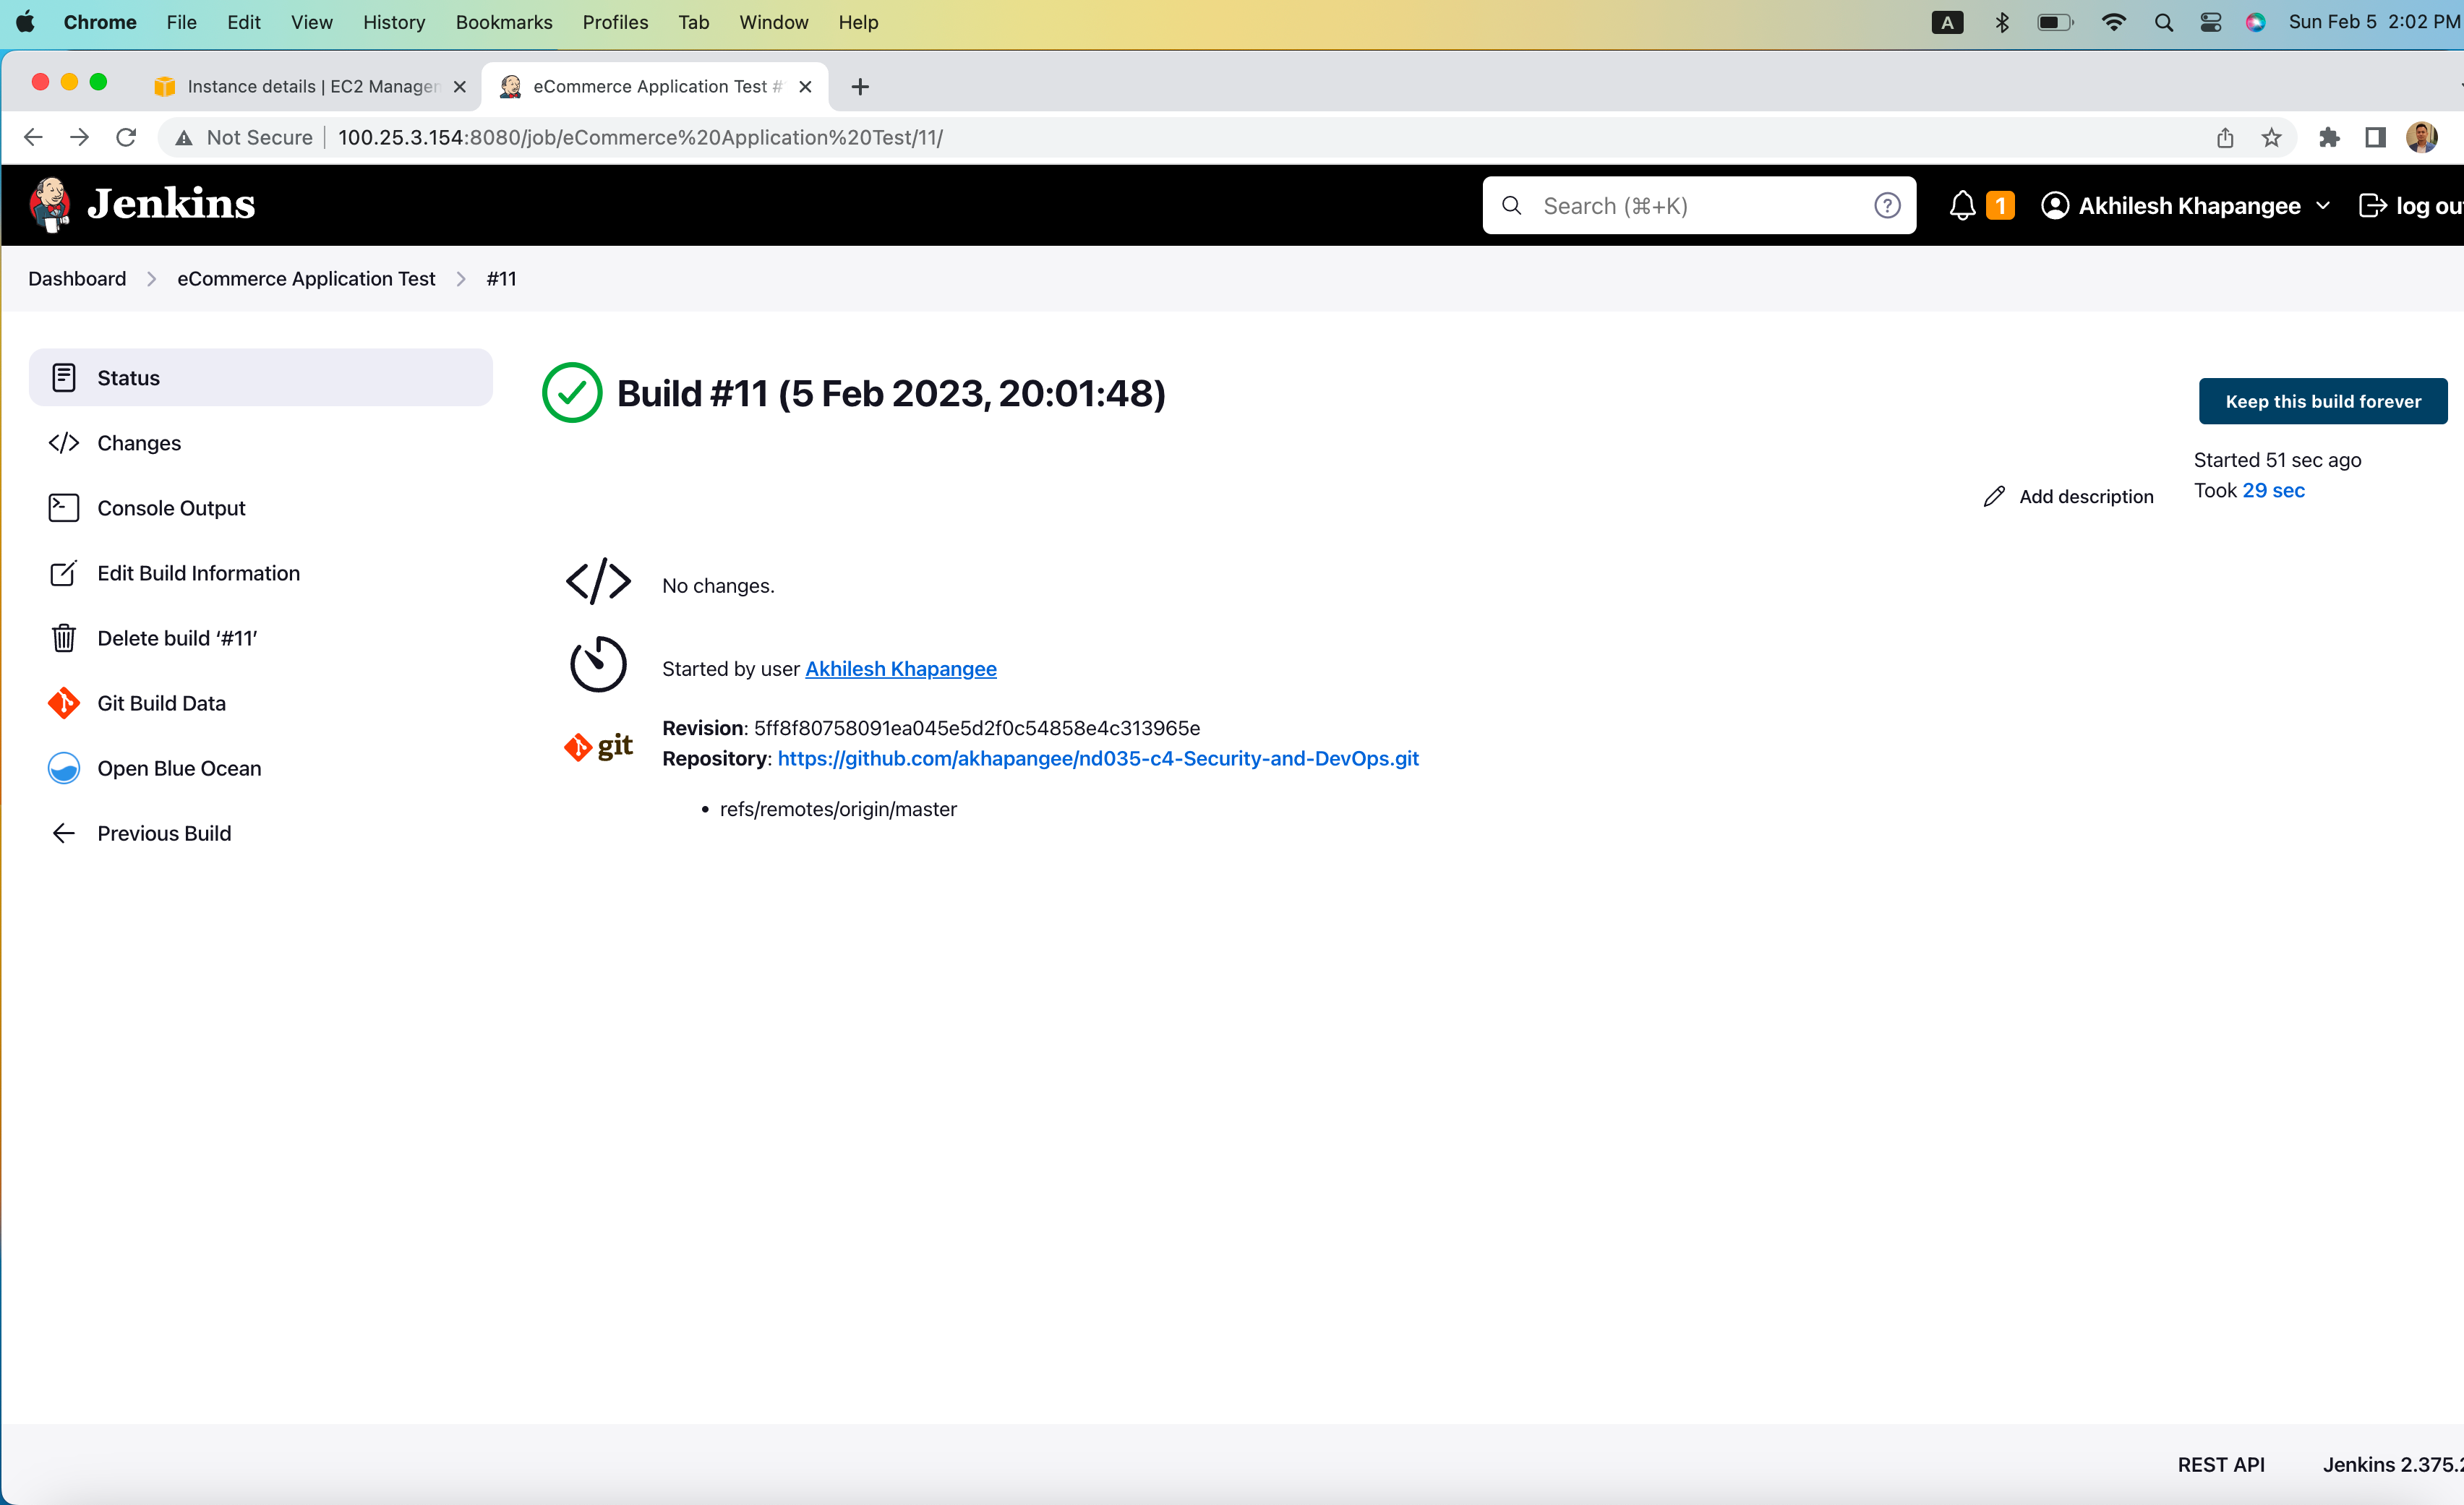 Chrome File Edit View History Bookmarks Profiles Tab Window Help A Sun Feb 5 2:02 PM
Instance details | EC2 Manager eCommerce Application Test #
Not Secure 100.25.3.154:8080/job/eCommerce%20Application%20Test/11/
Jenkins Search (⌘+K) ? 1 Akhilesh Khapangee log out
Dashboard eCommerce Application Test #11
Status
Changes
Console Output
Edit Build Information
Delete build ‘#11’
Git Build Data
Open Blue Ocean
Previous Build
Build #11 (5 Feb 2023, 20:01:48)
Keep this build forever
Started 51 sec ago
Took 29 sec
Add description
No changes.
Started by user Akhilesh Khapangee
git
Revision: 5ff8f80758091ea045e5d2f0c54858e4c313965e
Repository: https://github.com/akhapangee/nd035-c4-Security-and-DevOps.git
• refs/remotes/origin/master
REST API Jenkins 2.375.2